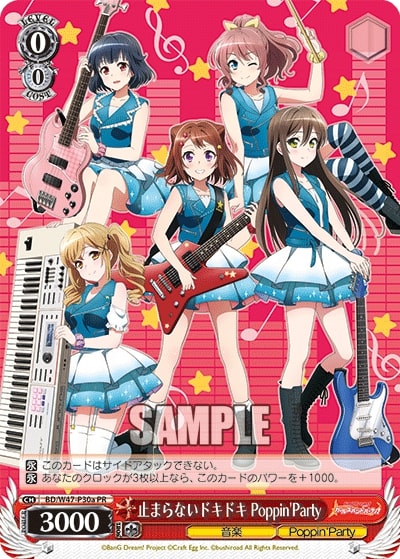 LEVEL
0
0
COST
SAMPLE
永 このカードはサイドアタックできない。
永 あなたのクロックが3枚以上なら、このカードのパワーを+1000。
CH BD/W47-P30a PR
3000
止まらないドキドキ Poppin'Party
音楽 Poppin'Party
©BanG Dream! Project ©Craft Egg Inc. ©bushiroad All Rights Reserved.